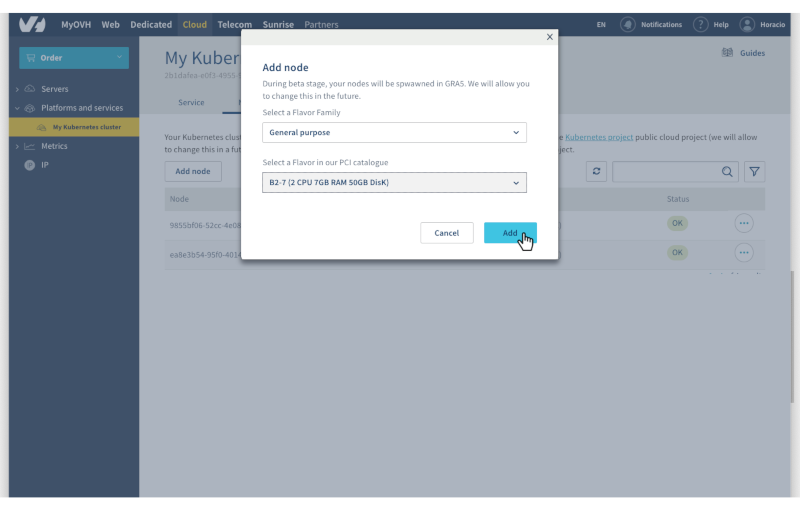 MyOVH Web Dedicated Cloud Telecom Sunrise Partners EN Notifications ? Help Horacio
Order
Servers
Platforms and services
My Kubernetes cluster
Metrics
IP
My Kuber
Guides
Service
Your Kubernetes clust
Kubernetes project public cloud project (we will allow
to change this in a fut
ject.
Add node
Node
Status
9855bf06-52cc-4e08
OK
ea8e3b54-95f0-401
OK
X
Add node
During beta stage, your nodes will be spwawned in GRA5. We will allow you
to change this in the future.
Select a Flavor Family
General purpose
Select a Flavor in our PCI catalogue
B2-7 (2 CPU 7GB RAM 50GB DisK)
Cancel
Add